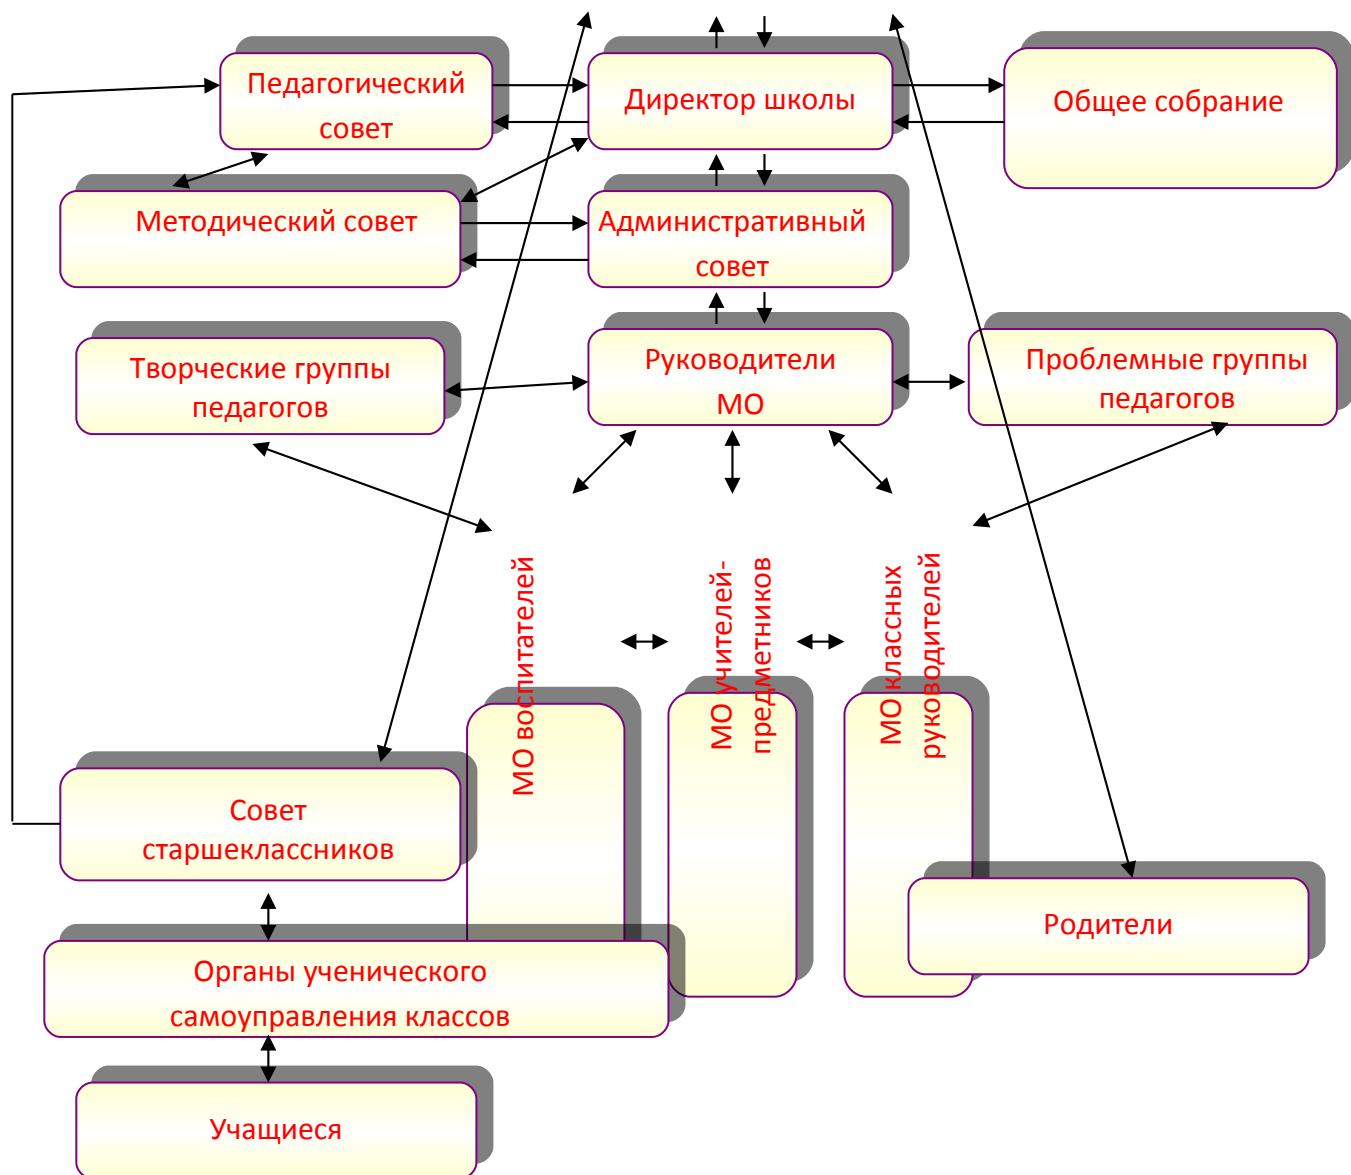 Педагогический
совет
Директор школы
Общее собрание
Методический совет
Административный
совет
Творческие группы
педагогов
Руководители
МО
Проблемные группы
педагогов
МО воспитателей
МО учителей-
предметников
МО классных
руководителей
Совет
старшеклассников
Родители
Органы ученического
самоуправления классов
Учащиеся